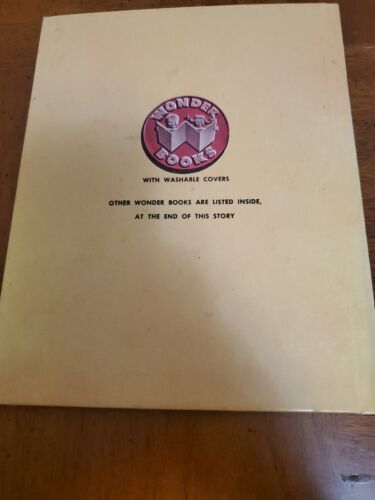 WONDER
BOOKS
WITH WASHABLE COVERS
OTHER WONDER BOOKS ARE LISTED INSIDE,
AT THE END OF THIS STORY